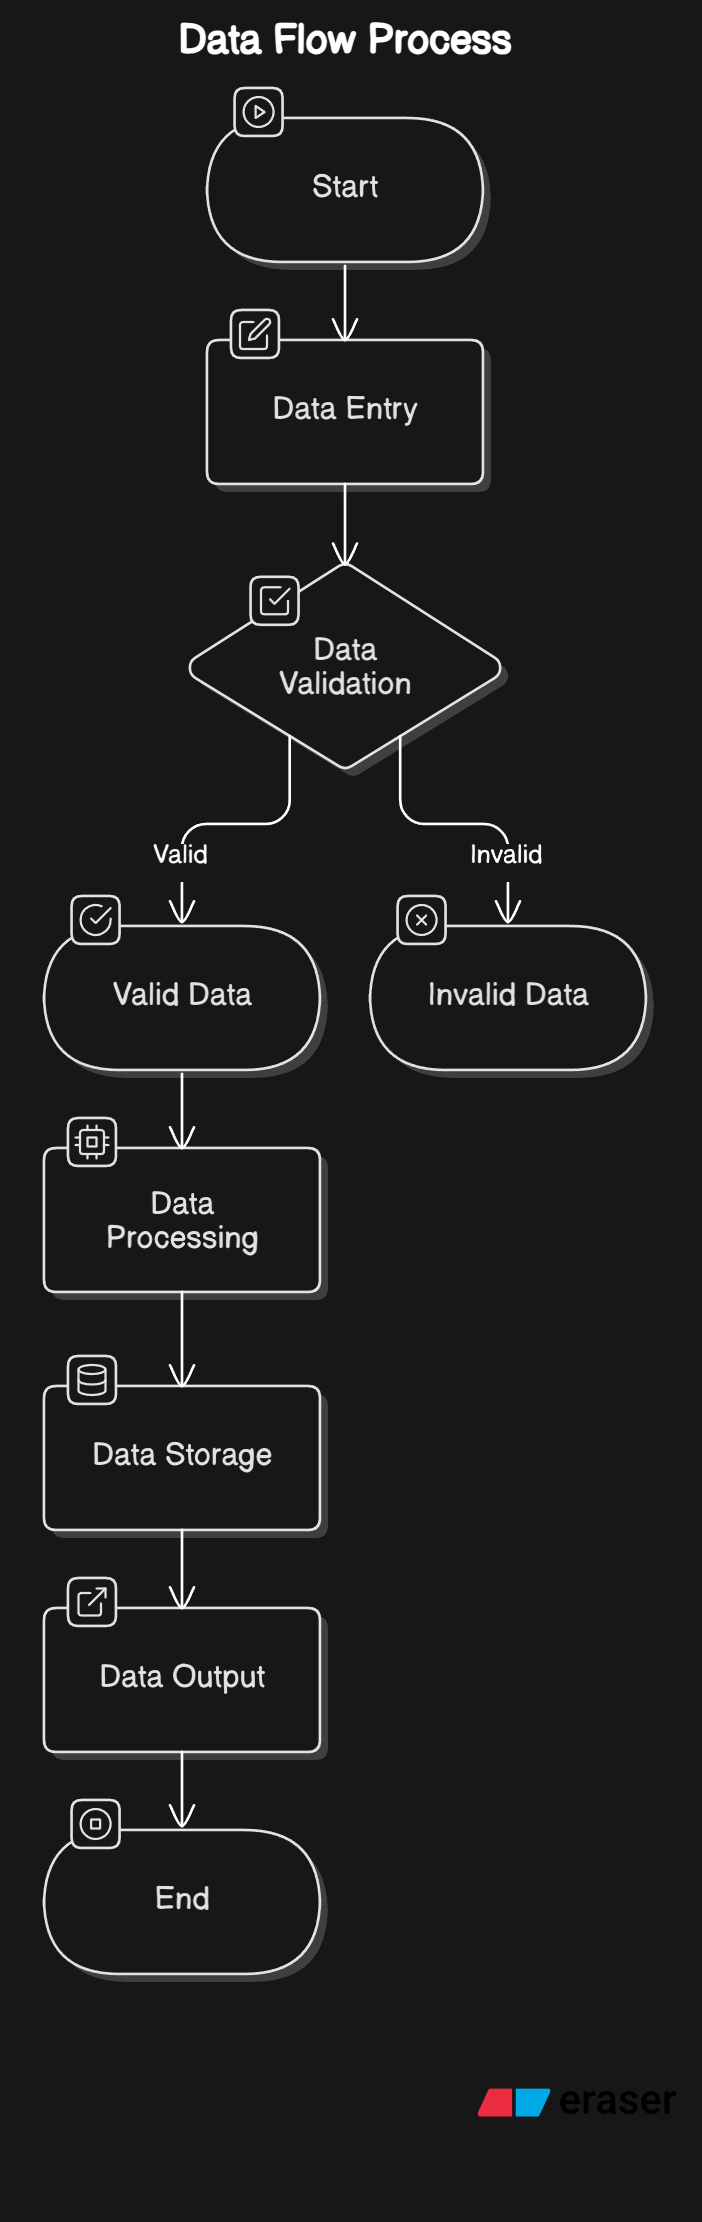 Data Flow Process
Start
Data Entry
Data
Validation
Valid
Invalid
Valid Data
Invalid Data
Data
Processing
Data Storage
Data Output
End
eraser